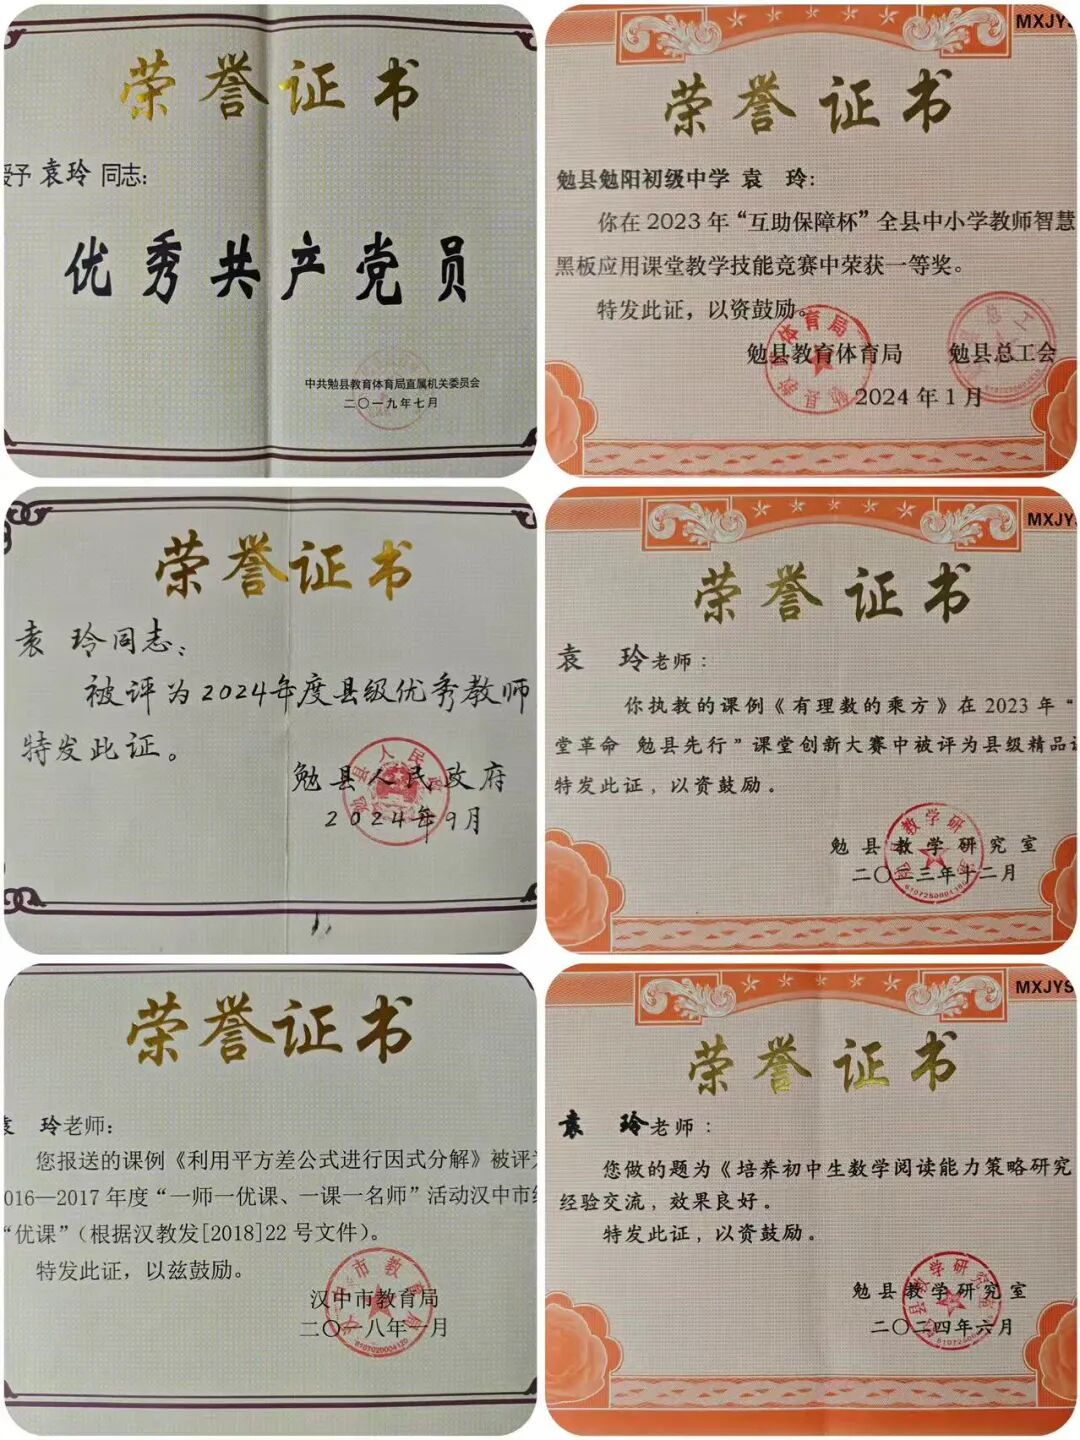 荣誉证书
授予 袁玲 同志：
优秀共产党员
中共勉县教育体育局直属机关委员会
二〇一九年七月
MXJYJ
荣誉证书
勉县勉阳初级中学 袁 玲：
你在2023年“互助保障杯”全县中小学教师智慧
黑板应用课堂教学技能竞赛中荣获一等奖。
特发此证，以资鼓励。
勉县教育体育局 勉县总工会
2024年1月
荣誉证书
袁 玲同志：
被评为2024年度县级优秀教师
特发此证。
勉县人民政府
2024年9月
MXJYJ
荣誉证书
袁 玲老师：
你执教的课例《有理数的乘方》在2023年“
堂革命 勉县先行”课堂创新大赛中被评为县级精品
特发此证，以资鼓励。
勉县教学研究室
二〇二三年十二月
荣誉证书
袁 玲老师：
您报送的课例《利用平方差公式进行因式分解》被评
016—2017年度“一师一优课、一课一名师”活动汉中市
“优课”（根据汉教发[2018]22号文件）。
特发此证，以兹鼓励。
汉中市教育局
二〇一八年一月
MXJYS
荣誉证书
袁 玲老师：
您做的题为《培养初中生数学阅读能力策略研究
经验交流，效果良好。
特发此证，以资鼓励。
勉县教学研究室
二〇二四年六月